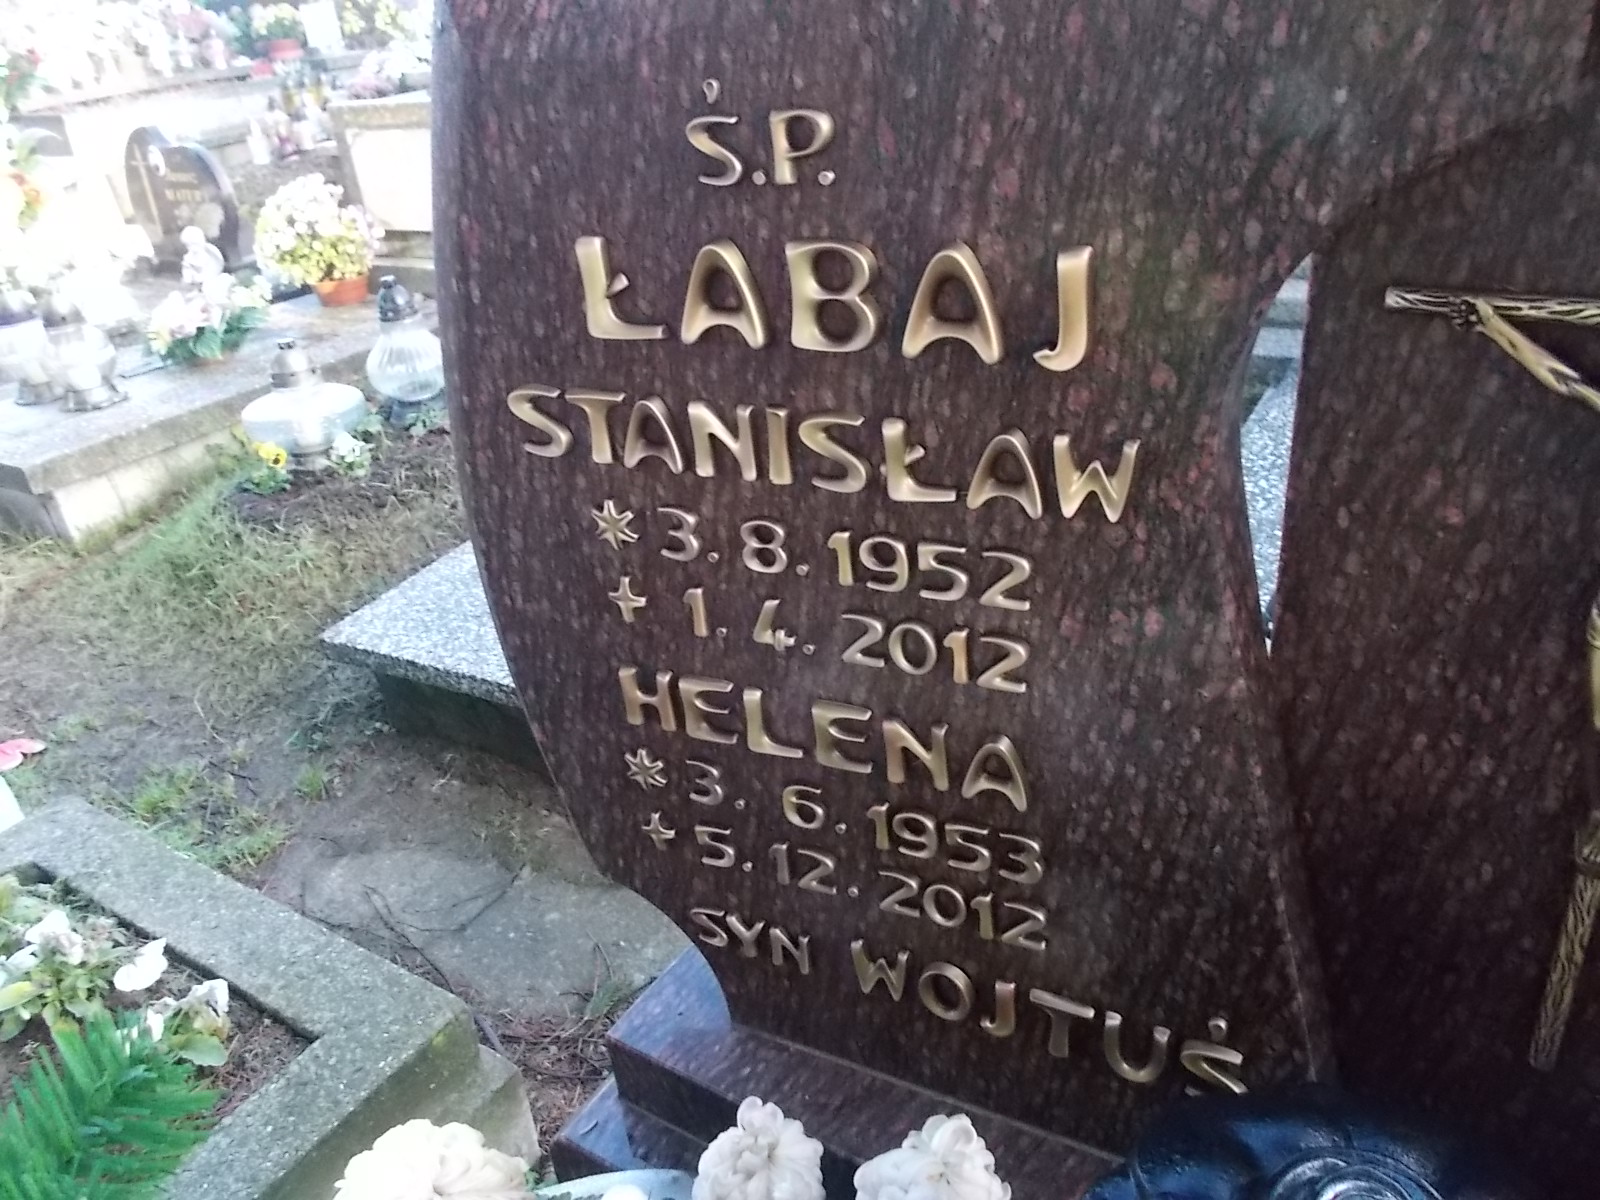 Ś.P.
ŁABAJ
STANISŁAW
* 3. 8. 1952
+ 1. 4. 2012
HELENA
* 3. 6. 1953
+ 5. 12. 2012
SYN WOJTUŚ